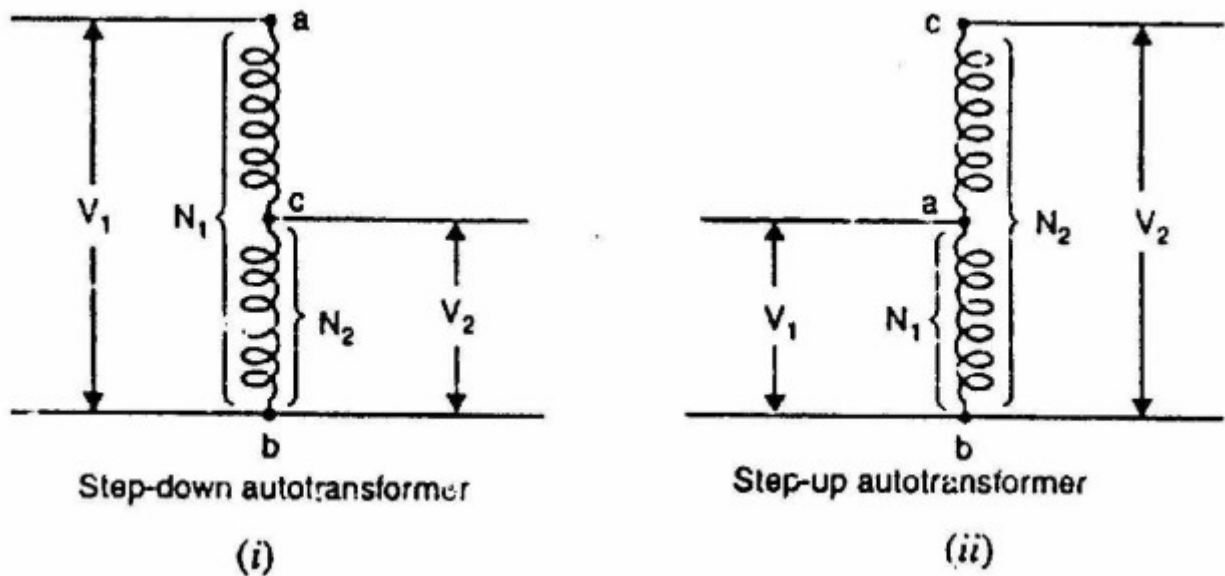 a
V₁
N₁
c
N₂
V₂
b
Step-down autotransformer
(i)
c
a
V₁
N₁
N₂
V₂
b
Step-up autotransformer
(ii)